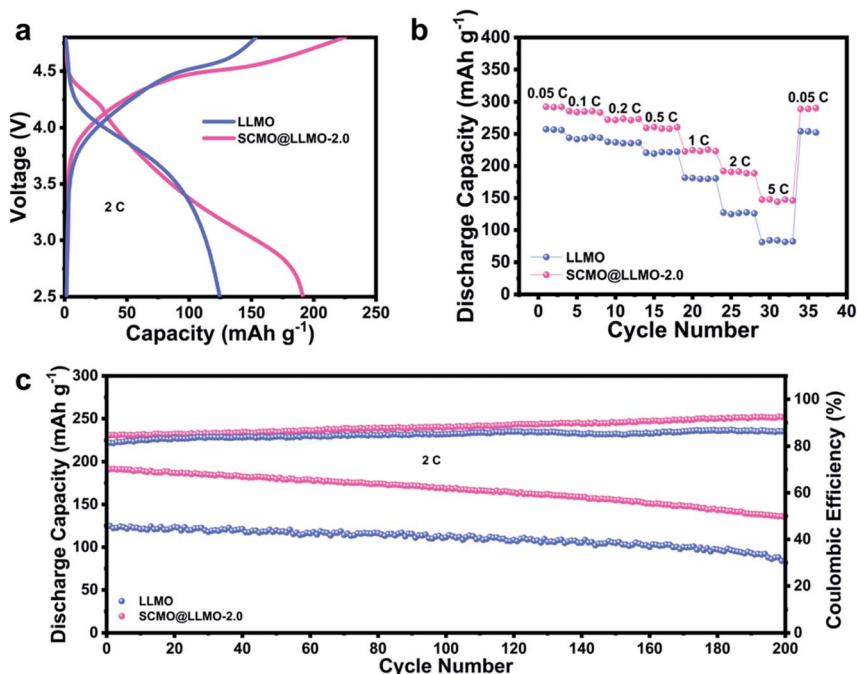 a
Voltage (V)
4.5
4.0
3.5
3.0
2.5
LLMO
SCMO@LLMO-2.0
2 C
0 50 100 150 200 250
Capacity (mAh g⁻¹)
b
Discharge Capacity (mAh g⁻¹)
400
350
300
250
200
150
100
50
0
0.05 C 0.1 C 0.2 C 0.5 C 1 C 2 C 5 C 0.05 C
LLMO
SCMO@LLMO-2.0
0 10 20 30 40
Cycle Number
c
Discharge Capacity (mAh g⁻¹)
300
250
200
150
100
50
0
2 C
LLMO
SCMO@LLMO-2.0
0 20 40 60 80 100 120 140 160 180 200
Cycle Number
100
80
60
40
20
0
Coulombic Efficiency (%)